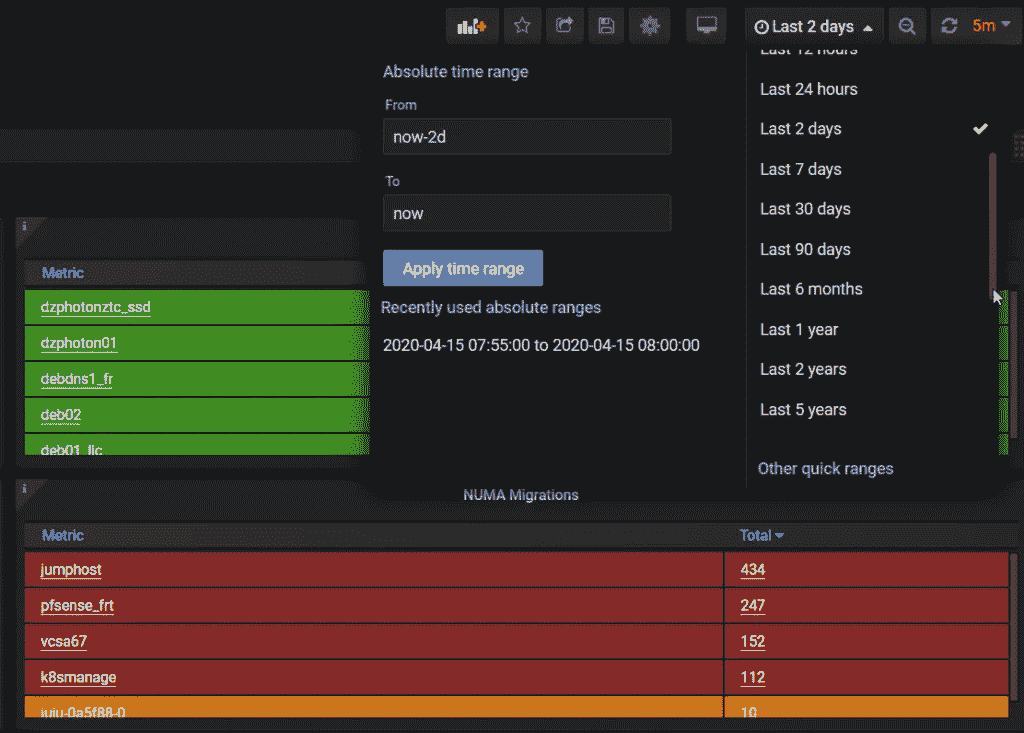 Last 2 days
5m
Absolute time range
From
now-2d
To
now
Apply time range
Recently used absolute ranges
2020-04-15 07:55:00 to 2020-04-15 08:00:00
Last 12 hours
Last 24 hours
Last 2 days
Last 7 days
Last 30 days
Last 90 days
Last 6 months
Last 1 year
Last 2 years
Last 5 years
Other quick ranges
Metric
dzphotonztc_ssd
dzphoton01
debdns1_fr
deb02
NUMA Migrations
Metric Total
jumphost 434
pfsense_frt 247
vcsa67 152
k8smanage 112
juju-0a5f88-0